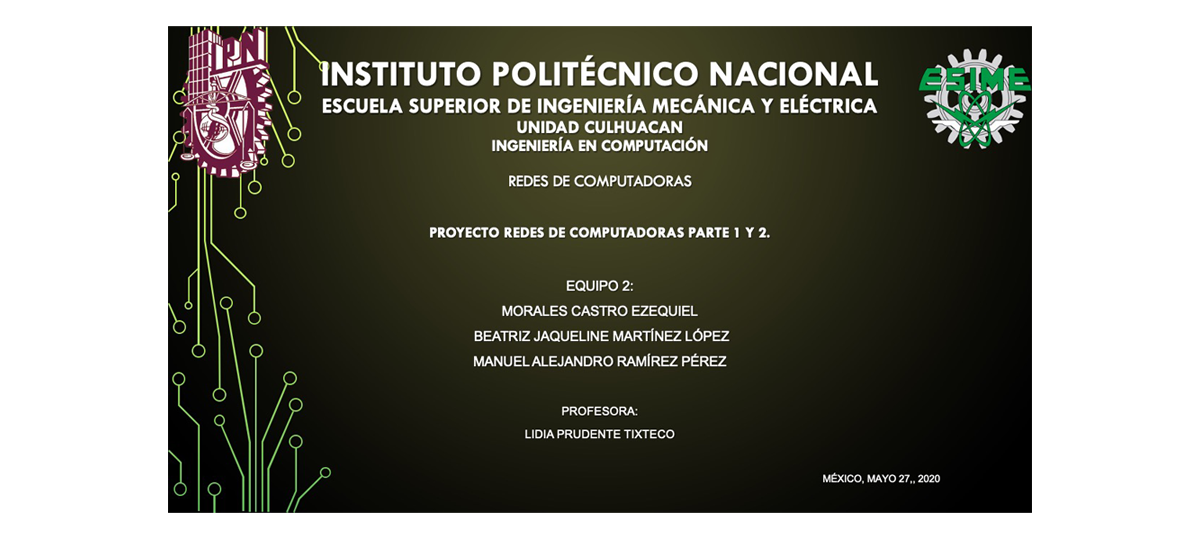 IPN
ESIME
INSTITUTO POLITÉCNICO NACIONAL
ESCUELA SUPERIOR DE INGENIERÍA MECÁNICA Y ELÉCTRICA
UNIDAD CULHUACAN
INGENIERÍA EN COMPUTACIÓN
REDES DE COMPUTADORAS
PROYECTO REDES DE COMPUTADORAS PARTE 1 Y 2.
EQUIPO 2:
MORALES CASTRO EZEQUIEL
BEATRIZ JAQUELINE MARTÍNEZ LÓPEZ
MANUEL ALEJANDRO RAMÍREZ PÉREZ
PROFESORA:
LIDIA PRUDENTE TIXTECO
MÉXICO, MAYO 27,, 2020